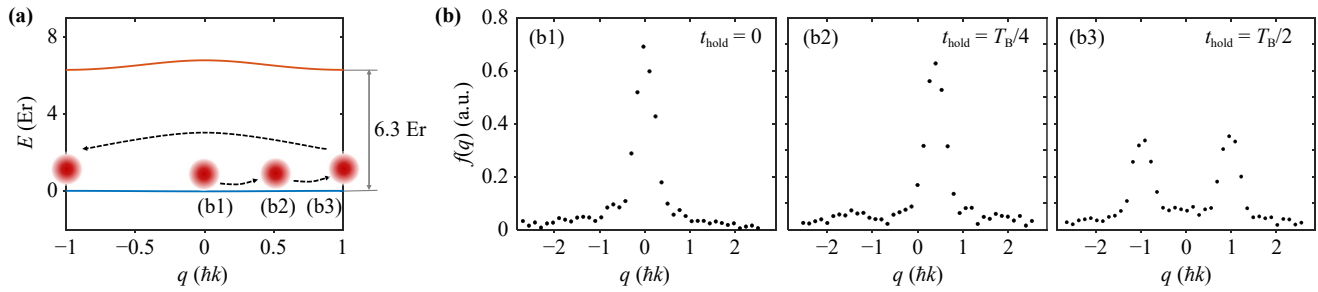 (a)
8
6
3
0
E (Er)
6.3 Er
(b1) (b2) (b3)
−1 −0.5 0 0.5 1
q (ħk)
(b)
(b1) t_hold = 0
0.8
0.6
0.4
0.2
0
f(q) (a.u.)
−2 −1 0 1 2
q (ħk)
(b2) t_hold = T_B/4
−2 −1 0 1 2
q (ħk)
(b3) t_hold = T_B/2
−2 −1 0 1 2
q (ħk)